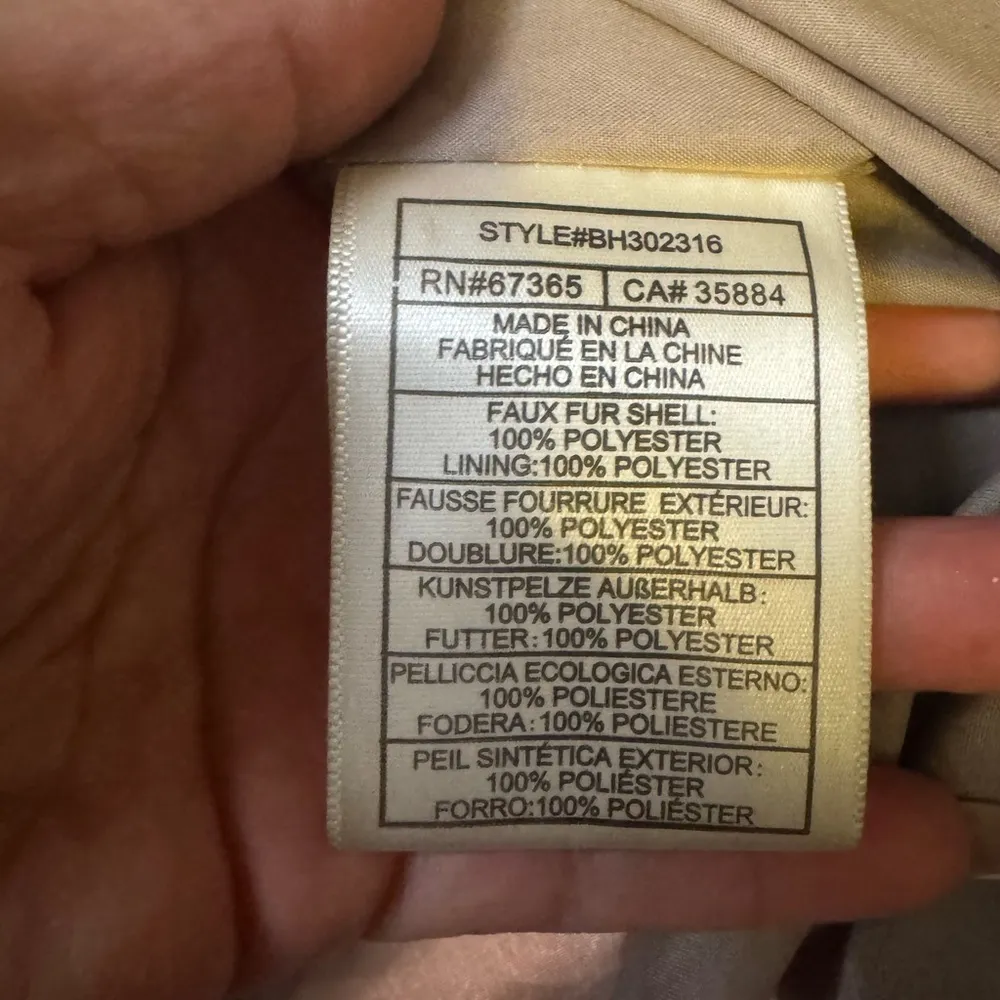 STYLE#BH302316
RN#67365 CA# 35884
MADE IN CHINA
FABRIQUÉ EN LA CHINE
HECHO EN CHINA
FAUX FUR SHELL:
100% POLYESTER
LINING:100% POLYESTER
FAUSSE FOURRURE EXTÉRIEUR:
100% POLYESTER
DOUBLURE:100% POLYESTER
KUNSTPELZE AUßERHALB:
100% POLYESTER
FUTTER:100% POLYESTER
PELLICCIA ECOLOGICA ESTERNO:
100% POLIESTERE
FODERA:100% POLIESTERE
PEIL SINTÉTICA EXTERIOR:
100% POLIÉSTER
FORRO:100% POLIÉSTER